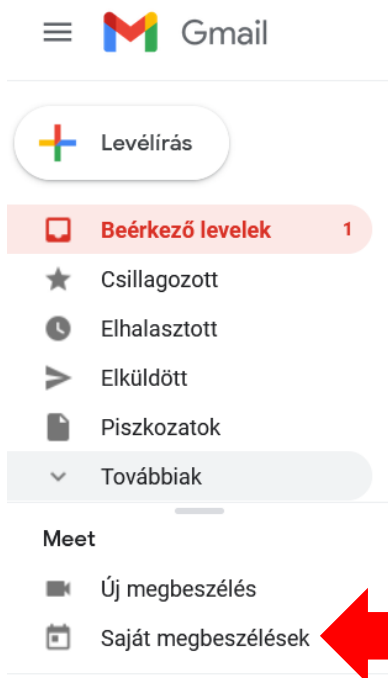 Gmail
Levélírás
Beérkező levelek 1
Csillagozott
Elhalasztott
Elküldött
Piszkozatok
Továbbiak
Meet
Új megbeszélés
Saját megbeszélések